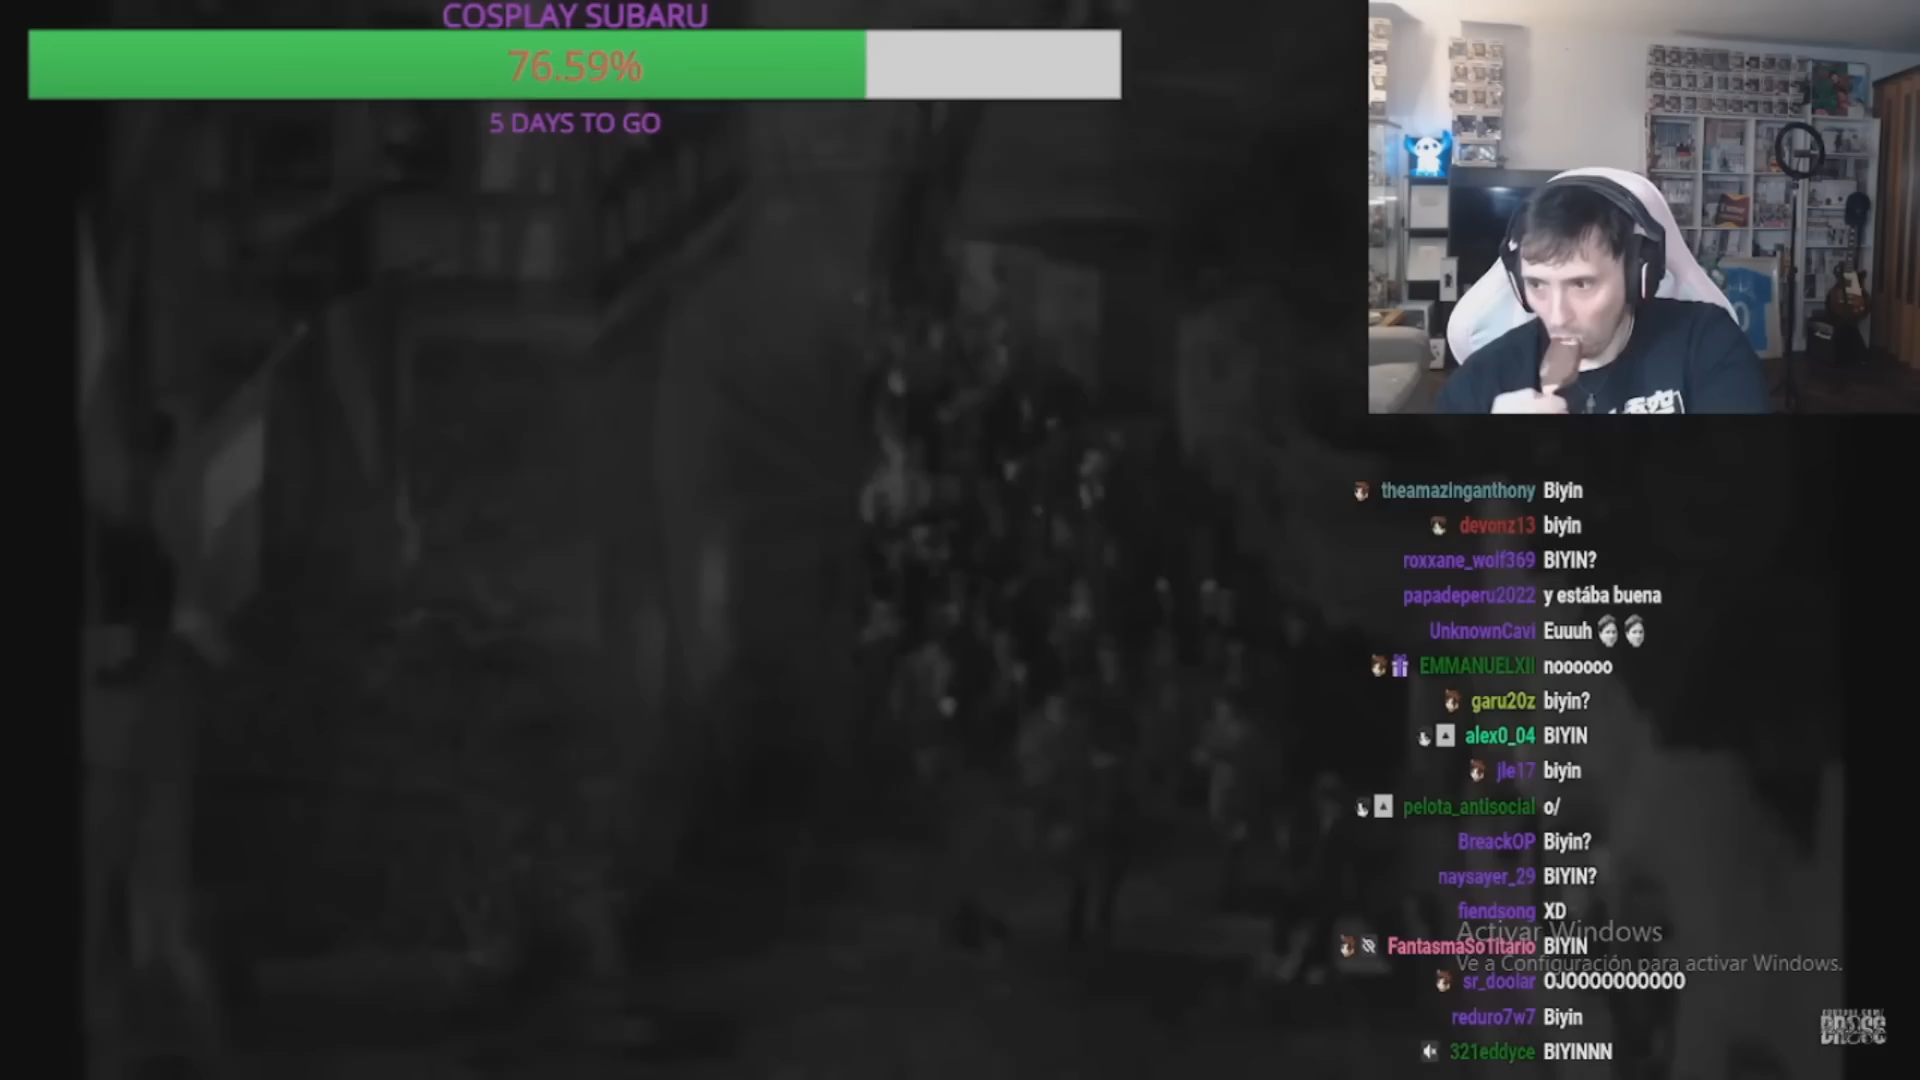 COSPLAY SUBARU
76.59%
5 DAYS TO GO
theamazinganthony BIyin
devonz13 biyin
roxxane_wolf369 BIYIN?
papadeperu2022 y estába buena
UnknownCavi Euuuh
EMMANUELXII noooooo
garu20z biyin?
alex0_04 BIYIN
jle17 biyin
pelota_antisocial o/
BreackOP Biyin?
naysayer_29 BIYIN?
fiendsong XD
Activar Windows
FantasmaSo1itario BIYIN
Ve a Configuración para activar Windows.
sr_doolar OJOOOOOOOOOO
reduro7w7 Biyin
321eddyce BIYINNN